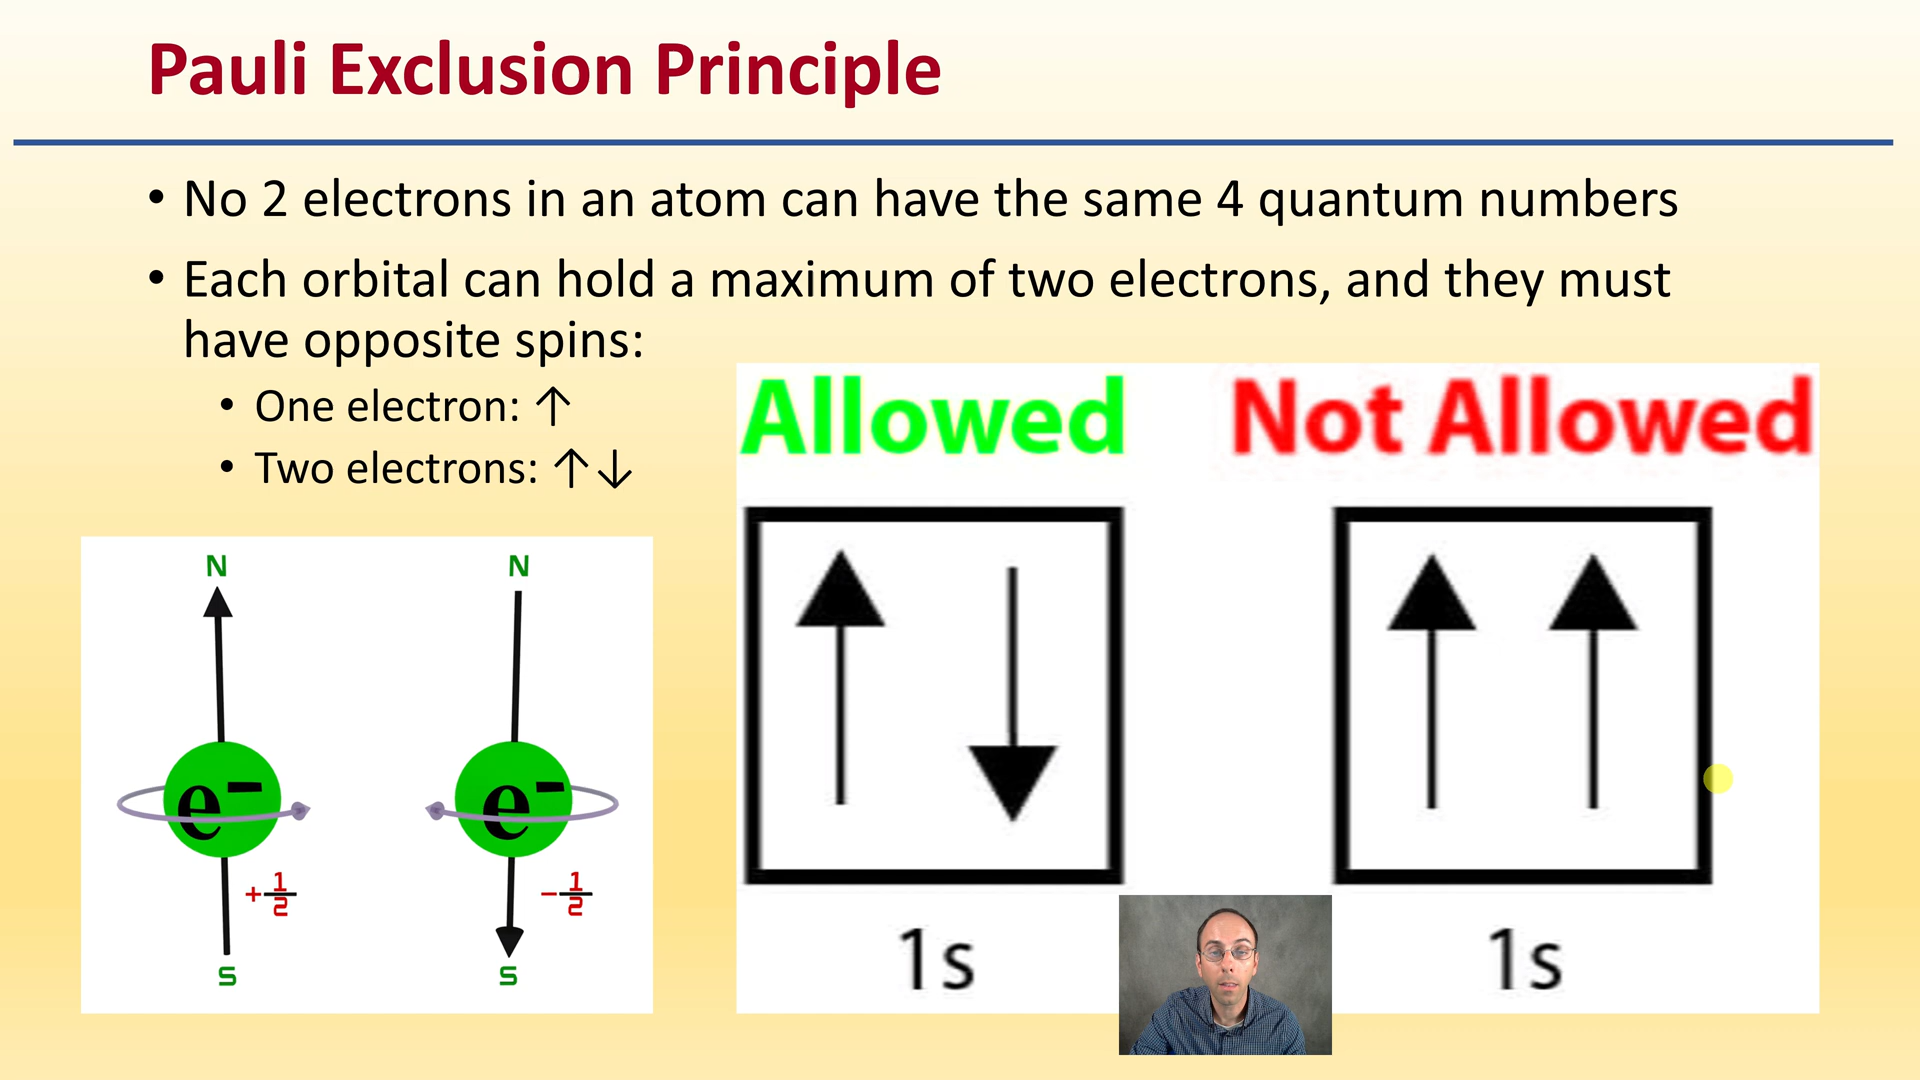 Pauli Exclusion Principle
• No 2 electrons in an atom can have the same 4 quantum numbers
• Each orbital can hold a maximum of two electrons, and they must
have opposite spins:
• One electron: ↑
• Two electrons: ↑↓
Allowed
Not Allowed
N
N
e⁻
e⁻
+1/2
-1/2
S
S
1s
1s